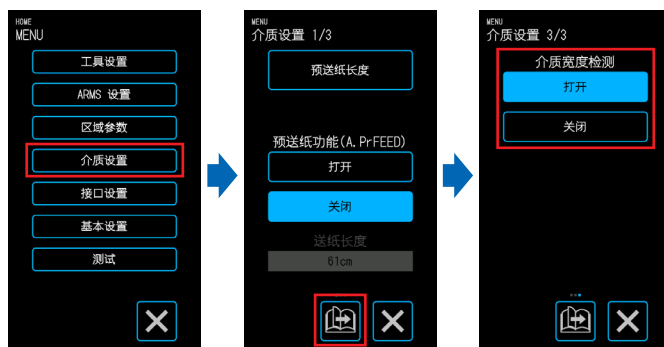 HOME
MENU
工具设置
ARMS 设置
区域参数
介质设置
接口设置
基本设置
测试
MENU
介质设置 1/3
预送纸长度
预送纸功能(A.PrFEED)
打开
关闭
送纸长度
61cm
MENU
介质设置 3/3
介质宽度检测
打开
关闭